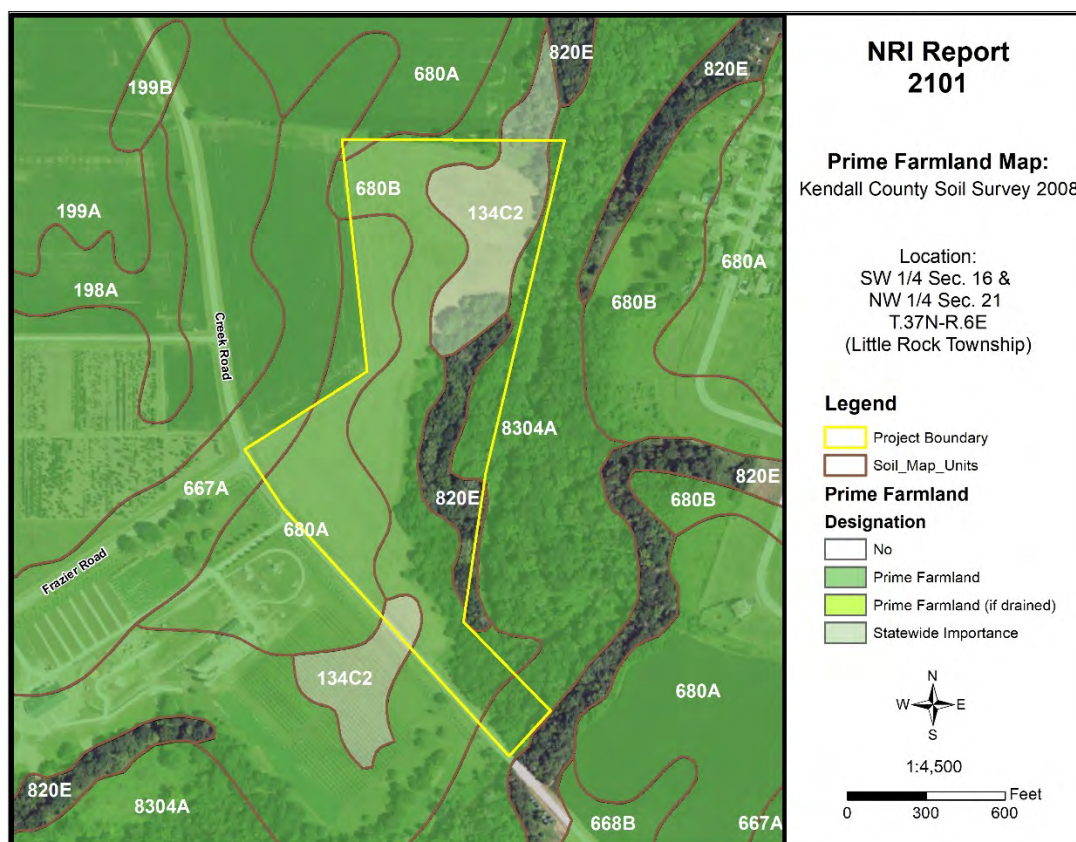 820E
820E
680A
199B
680B
134C2
199A
680A
680B
198A
Creek Road
8304A
820E
667A
820E
680B
680A
Frazier Road
134C2
680A
820E
8304A
668B
667A
NRI Report
2101
Prime Farmland Map:
Kendall County Soil Survey 2008
Location:
SW 1/4 Sec. 16 &
NW 1/4 Sec. 21
T.37N-R.6E
(Little Rock Township)
Legend
Project Boundary
Soil_Map_Units
Prime Farmland
Designation
No
Prime Farmland
Prime Farmland (if drained)
Statewide Importance
N
W E
S
1:4,500
Feet
0 300 600